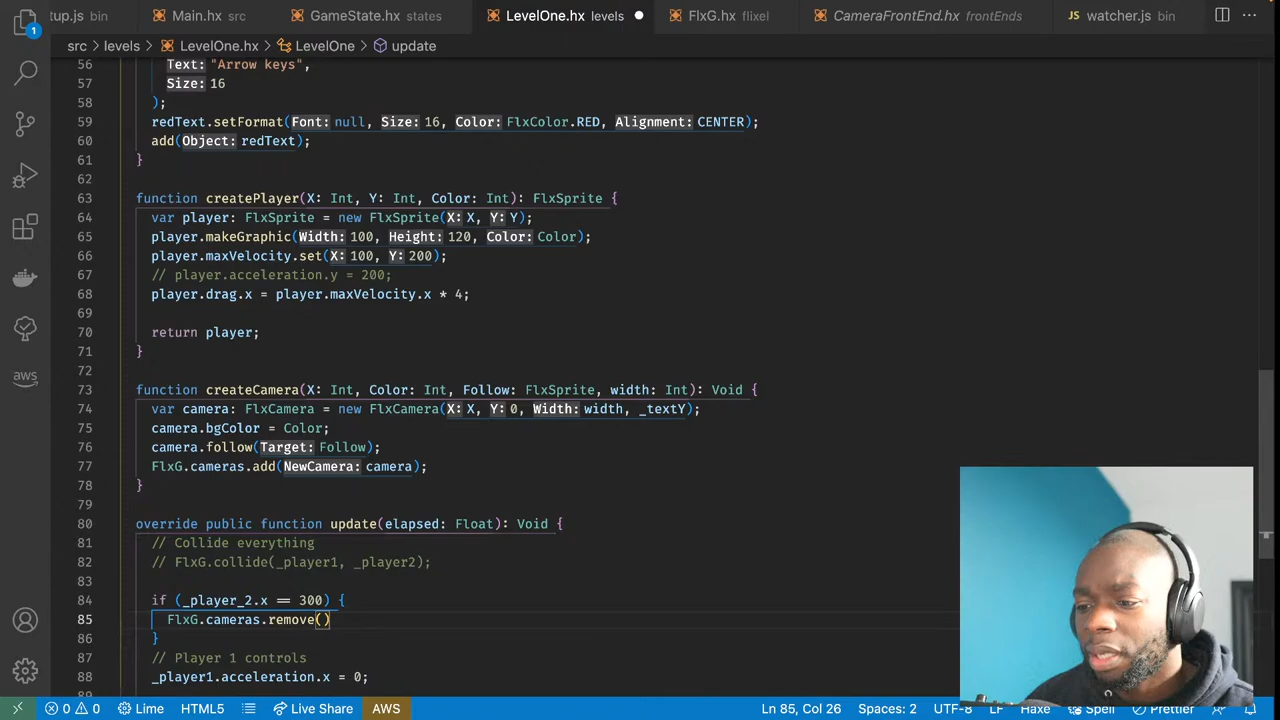 tup.js bin Main.hx src GameState.hx states LevelOne.hx levels FlxG.hx flixel CameraFrontEnd.hx frontEnds watcher.js bin
src levels LevelOne.hx LevelOne update
56 Text: "Arrow keys",
57 Size: 16
58 );
59 redText.setFormat(Font: null, Size: 16, Color: FlxColor.RED, Alignment: CENTER);
60 add(Object: redText);
61 }
62
63 function createPlayer(X: Int, Y: Int, Color: Int): FlxSprite {
64 var player: FlxSprite = new FlxSprite(X: X, Y: Y);
65 player.makeGraphic(Width: 100, Height: 120, Color: Color);
66 player.maxVelocity.set(X: 100, Y: 200);
67 // player.acceleration.y = 200;
68 player.drag.x = player.maxVelocity.x * 4;
69
70 return player;
71 }
72
73 function createCamera(X: Int, Color: Int, Follow: FlxSprite, width: Int): Void {
74 var camera: FlxCamera = new FlxCamera(X: X, Y: 0, Width: width, _textY);
75 camera.bgColor = Color;
76 camera.follow(Target: Follow);
77 FlxG.cameras.add(NewCamera: camera);
78 }
79
80 override public function update(elapsed: Float): Void {
81 // Collide everything
82 // FlxG.collide(_player1, _player2);
83
84 if (_player_2.x == 300) {
85 FlxG.cameras.remove()
86 }
87 // Player 1 controls
88 _player1.acceleration.x = 0;
89
1
aws
0 0 Lime HTML5 Live Share AWS Ln 85, Col 26 Spaces: 2 UTF-8 LF Haxe Spell Prettier